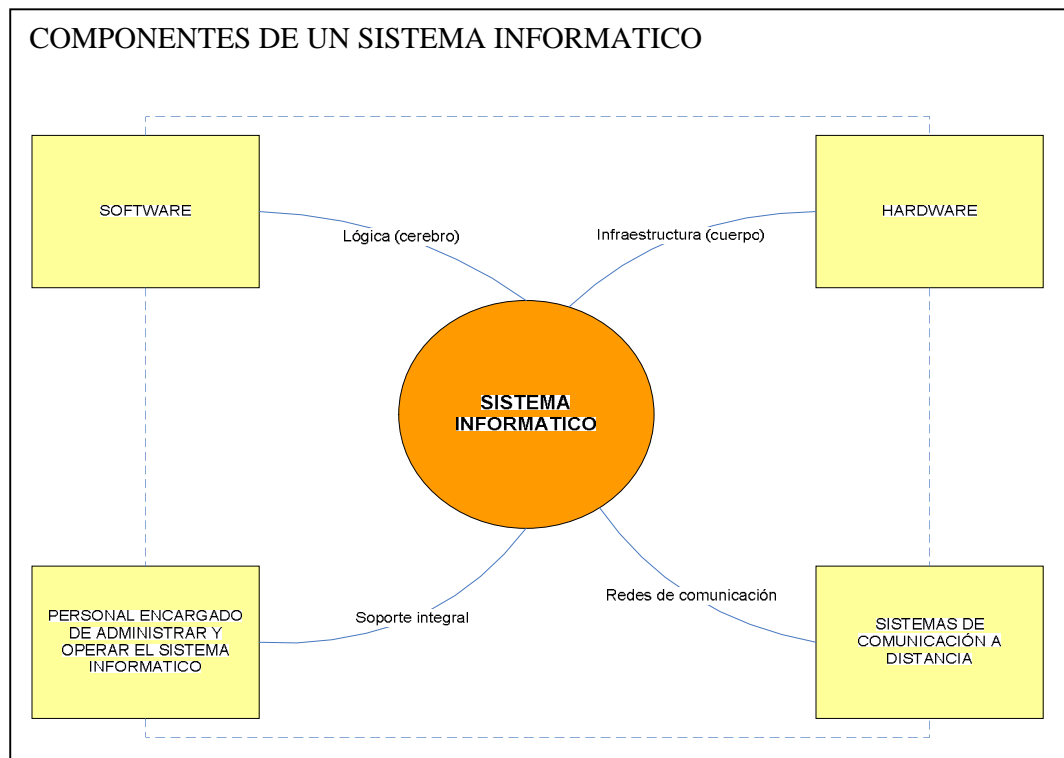 COMPONENTES DE UN SISTEMA INFORMATICO
SOFTWARE
HARDWARE
Lógica (cerebro)
Infraestructura (cuerpo)
SISTEMA
INFORMATICO
PERSONAL ENCARGADO
DE ADMINISTRAR Y
OPERAR EL SISTEMA
INFORMATICO
Soporte integral
Redes de comunicación
SISTEMAS DE
COMUNICACIÓN A
DISTANCIA